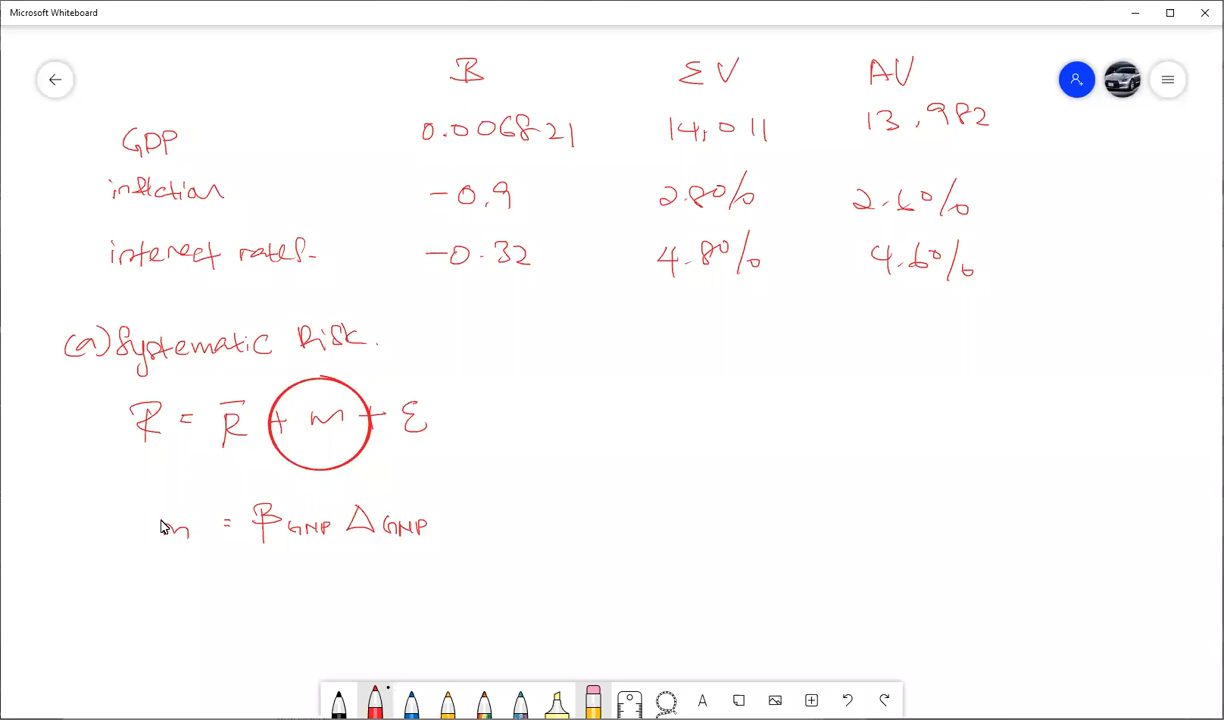 Microsoft Whiteboard
B EV AV
GDP 0.006821 14,011 13,982
inflation -0.9 2.80% 2.60%
interest rates. -0.32 4.80% 4.60%
(a) Systematic Risk.
R = R̄ + m + ε
m = β GNP Δ GNP
A